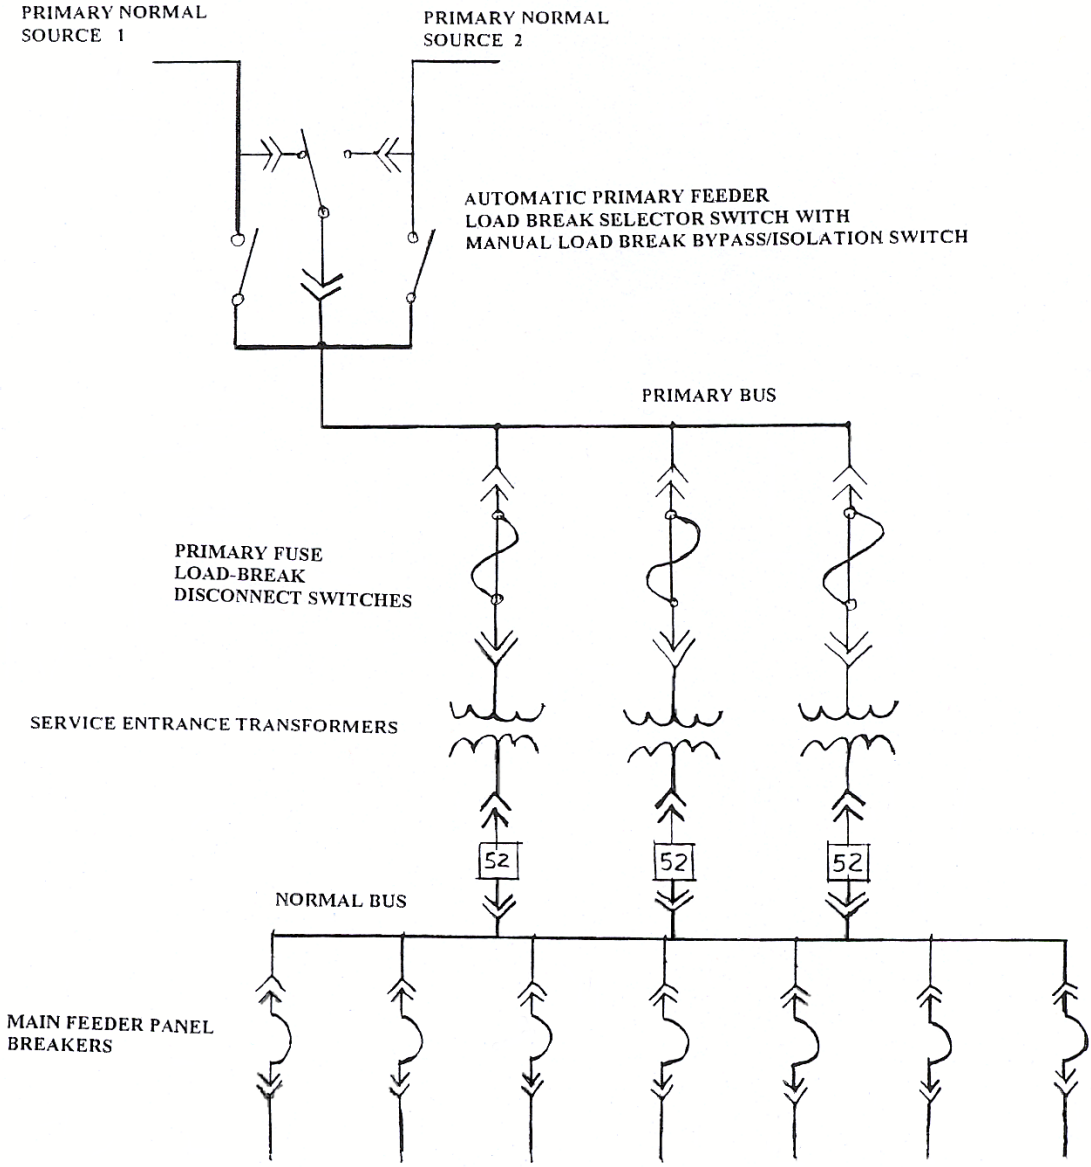 PRIMARY NORMAL
SOURCE 1
PRIMARY NORMAL
SOURCE 2
AUTOMATIC PRIMARY FEEDER
LOAD BREAK SELECTOR SWITCH WITH
MANUAL LOAD BREAK BYPASS/ISOLATION SWITCH
PRIMARY BUS
PRIMARY FUSE
LOAD-BREAK
DISCONNECT SWITCHES
SERVICE ENTRANCE TRANSFORMERS
52
52
52
NORMAL BUS
MAIN FEEDER PANEL
BREAKERS